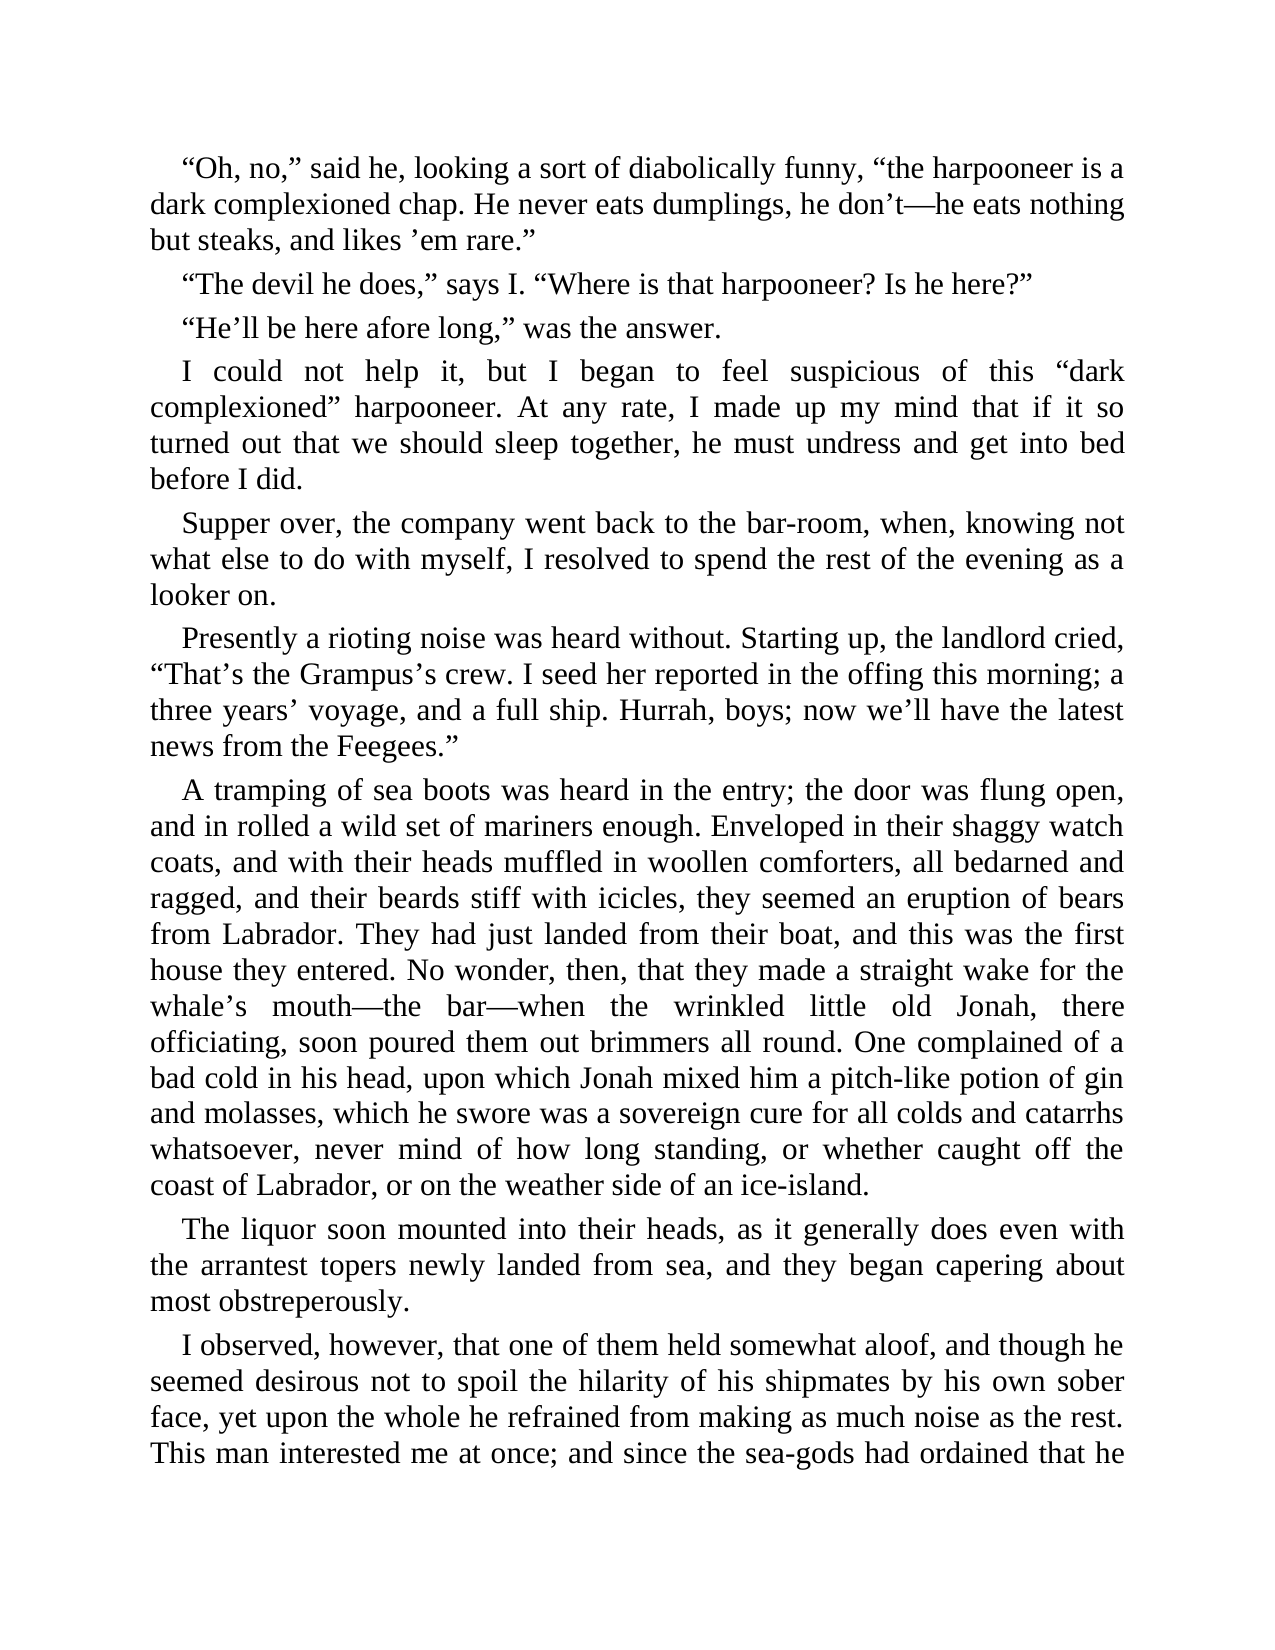 “Oh, no,” said he, looking a sort of diabolically funny, “the harpooneer is a
dark complexioned chap. He never eats dumplings, he don’t—he eats nothing
but steaks, and likes ’em rare.”
“The devil he does,” says I. “Where is that harpooneer? Is he here?”
“He’ll be here afore long,” was the answer.
I could not help it, but I began to feel suspicious of this “dark
complexioned” harpooneer. At any rate, I made up my mind that if it so
turned out that we should sleep together, he must undress and get into bed
before I did.
Supper over, the company went back to the bar-room, when, knowing not
what else to do with myself, I resolved to spend the rest of the evening as a
looker on.
Presently a rioting noise was heard without. Starting up, the landlord cried,
“That’s the Grampus’s crew. I seed her reported in the offing this morning; a
three years’ voyage, and a full ship. Hurrah, boys; now we’ll have the latest
news from the Feegees.”
A tramping of sea boots was heard in the entry; the door was flung open,
and in rolled a wild set of mariners enough. Enveloped in their shaggy watch
coats, and with their heads muffled in woollen comforters, all bedarned and
ragged, and their beards stiff with icicles, they seemed an eruption of bears
from Labrador. They had just landed from their boat, and this was the first
house they entered. No wonder, then, that they made a straight wake for the
whale’s mouth—the bar—when the wrinkled little old Jonah, there
officiating, soon poured them out brimmers all round. One complained of a
bad cold in his head, upon which Jonah mixed him a pitch-like potion of gin
and molasses, which he swore was a sovereign cure for all colds and catarrhs
whatsoever, never mind of how long standing, or whether caught off the
coast of Labrador, or on the weather side of an ice-island.
The liquor soon mounted into their heads, as it generally does even with
the arrantest topers newly landed from sea, and they began capering about
most obstreperously.
I observed, however, that one of them held somewhat aloof, and though he
seemed desirous not to spoil the hilarity of his shipmates by his own sober
face, yet upon the whole he refrained from making as much noise as the rest.
This man interested me at once; and since the sea-gods had ordained that he